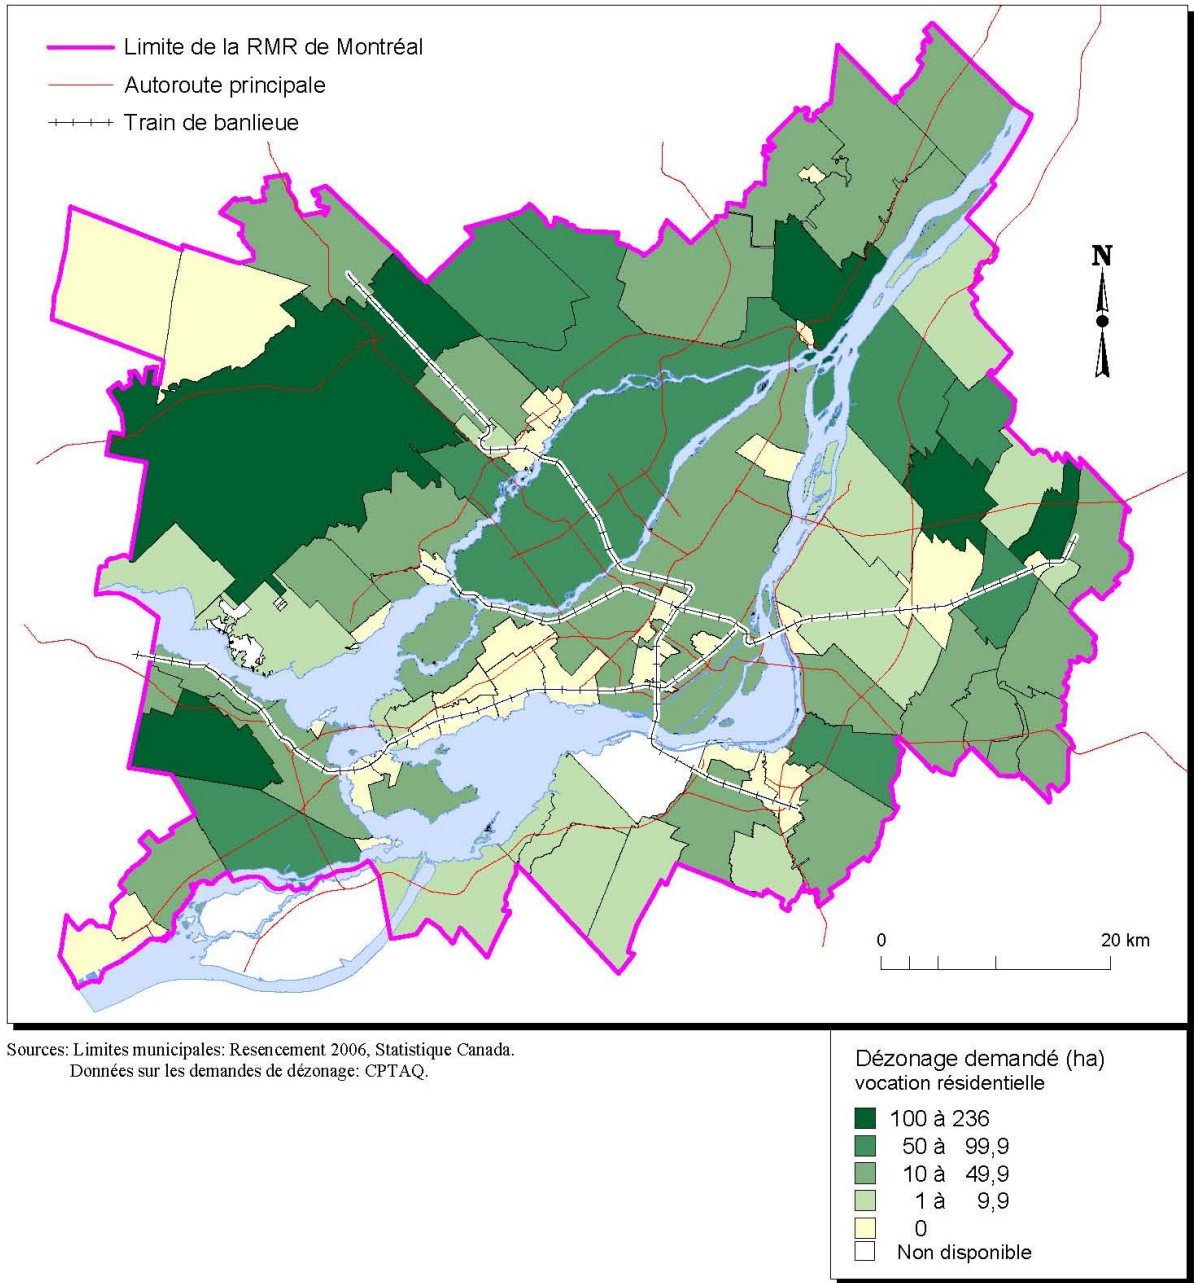 Limite de la RMR de Montréal
Autoroute principale
Train de banlieue
N
0 20 km
Sources: Limites municipales: Resencement 2006, Statistique Canada.
Données sur les demandes de dézonage: CPTAQ.
Dézonage demandé (ha)
vocation résidentielle
100 à 236
50 à 99,9
10 à 49,9
1 à 9,9
0
Non disponible